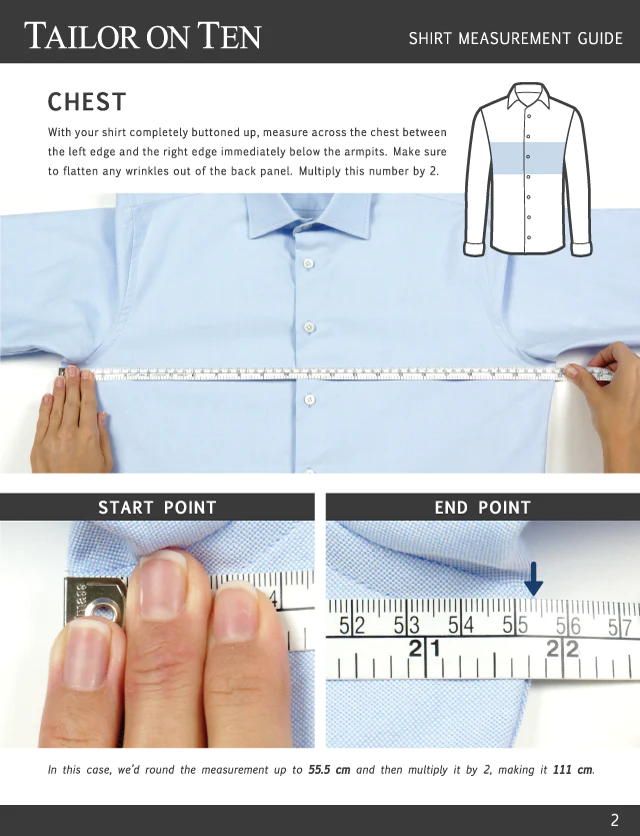 TAILOR ON TEN
SHIRT MEASUREMENT GUIDE
CHEST
With your shirt completely buttoned up, measure across the chest between
the left edge and the right edge immediately below the armpits. Make sure
to flatten any wrinkles out of the back panel. Multiply this number by 2.
START POINT
END POINT
4
52 53 54 55 56 57
21 22
In this case, we'd round the measurement up to 55.5 cm and then multiply it by 2, making it 111 cm.
2